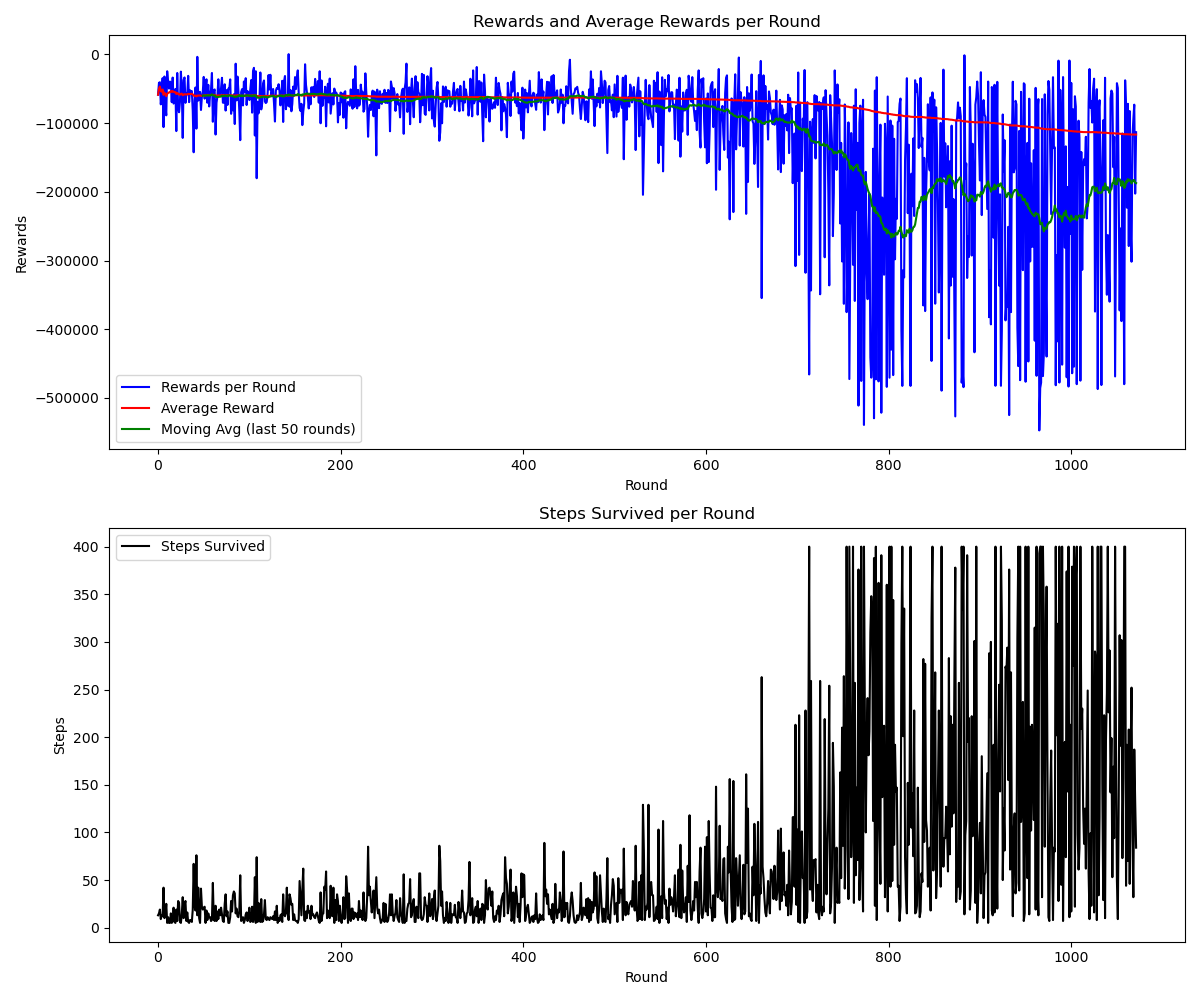 Rewards and Average Rewards per Round
0
−100000
−200000
−300000
−400000
−500000
Rewards
Rewards per Round
Average Reward
Moving Avg (last 50 rounds)
0 200 400 600 800 1000
Round
Steps Survived per Round
400
350
300
250
200
150
100
50
0
Steps
Steps Survived
0 200 400 600 800 1000
Round